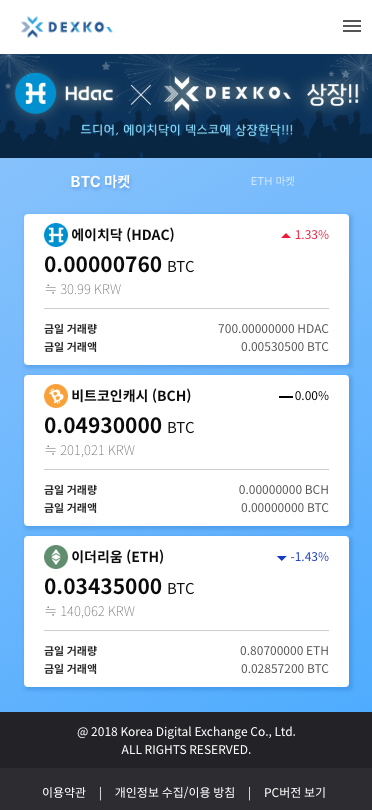 DEXKO
Hdac DEXKO 상장!!
드디어, 에이치닥이 덱스코에 상장한닥!!!
BTC 마켓 ETH 마켓
에이치닥 (HDAC) 1.33%
0.00000760 BTC
≒ 30.99 KRW
금일 거래량 700.00000000 HDAC
금일 거래액 0.00530500 BTC
비트코인캐시 (BCH) 0.00%
0.04930000 BTC
≒ 201,021 KRW
금일 거래량 0.00000000 BCH
금일 거래액 0.00000000 BTC
이더리움 (ETH) -1.43%
0.03435000 BTC
≒ 140,062 KRW
금일 거래량 0.80700000 ETH
금일 거래액 0.02857200 BTC
@ 2018 Korea Digital Exchange Co., Ltd.
ALL RIGHTS RESERVED.
이용약관 | 개인정보 수집/이용 방침 | PC버전 보기